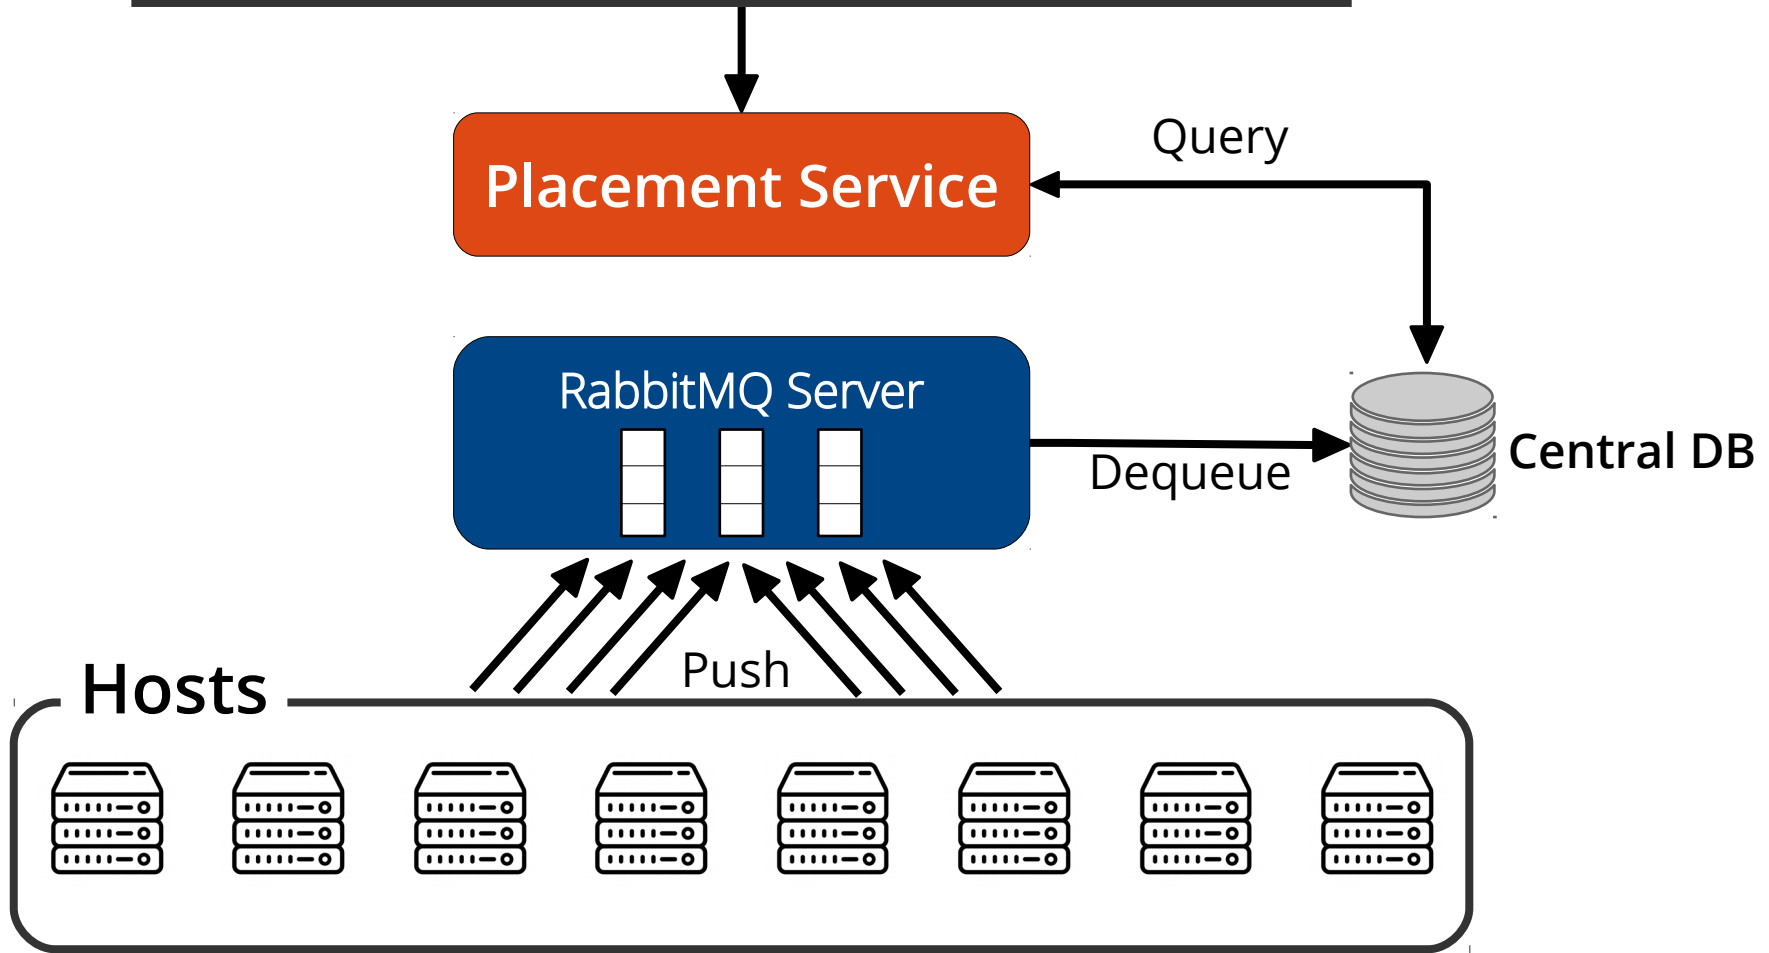 Query
Placement Service
RabbitMQ Server
Dequeue
Central DB
Push
Hosts